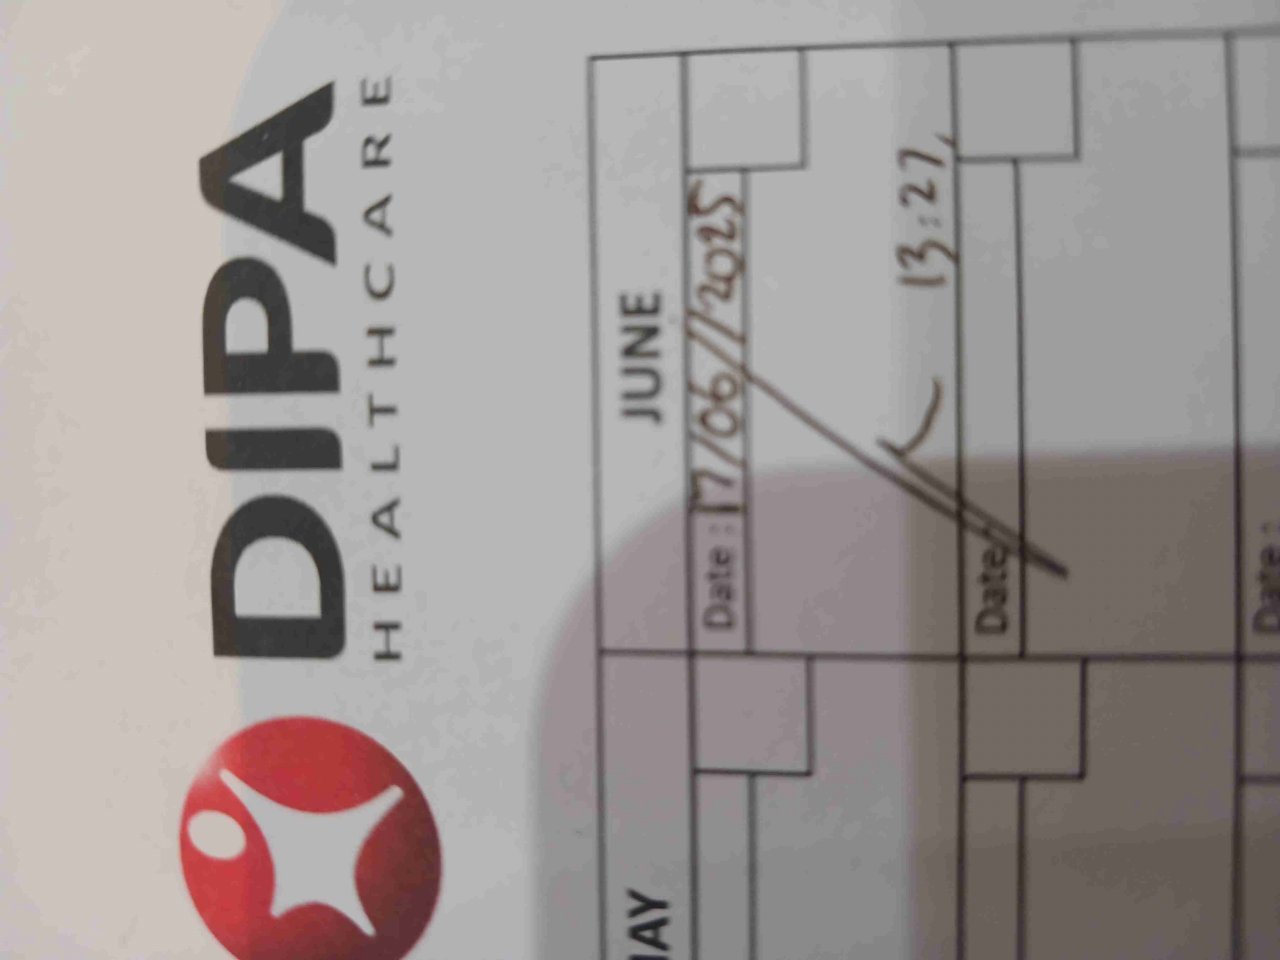 DIPA
HEALTHCARE
MAY
JUNE
Date : 17/06//2025
13:27,
Date:
Date :